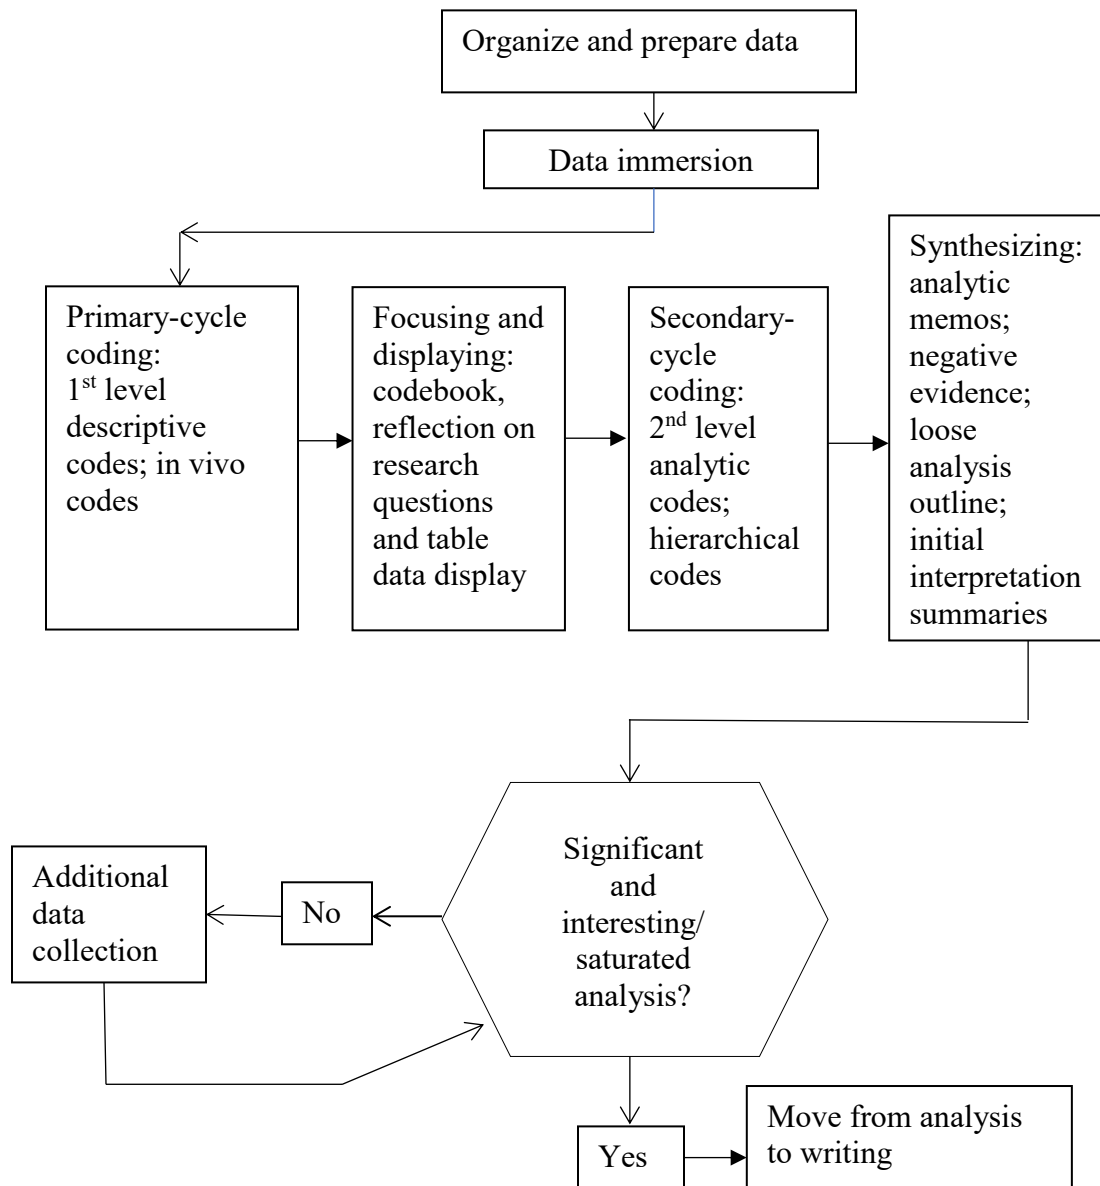 Organize and prepare data
Data immersion
Primary-cycle
coding:
1st level
descriptive
codes; in vivo
codes
Focusing and
displaying:
codebook,
reflection on
research
questions
and table
data display
Secondary-
cycle
coding:
2nd level
analytic
codes;
hierarchical
codes
Synthesizing:
analytic
memos;
negative
evidence;
loose
analysis
outline;
initial
interpretation
summaries
Significant
and
interesting/
saturated
analysis?
No
Additional
data
collection
Yes
Move from analysis
to writing